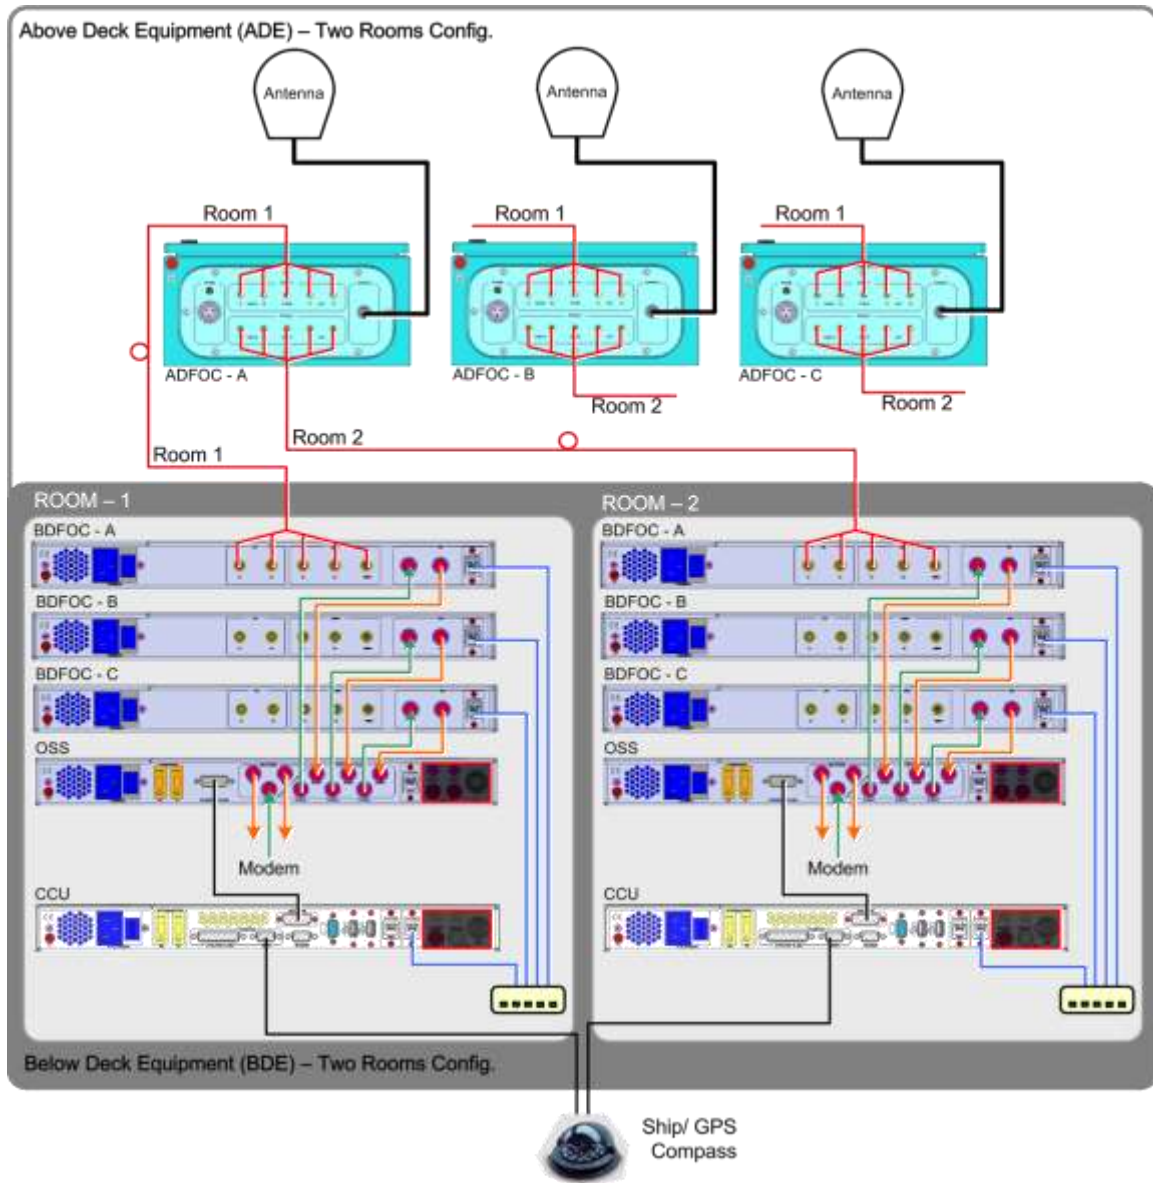 Above Deck Equipment (ADE) – Two Rooms Config.
Antenna
Antenna
Antenna
Room 1
Room 1
Room 1
ADFOC - A
ADFOC - B
ADFOC - C
Room 2
Room 2
Room 2
Room 1
ROOM – 1
ROOM – 2
BDFOC - A
BDFOC - A
BDFOC - B
BDFOC - B
BDFOC - C
BDFOC - C
OSS
OSS
Modem
Modem
CCU
CCU
Below Deck Equipment (BDE) – Two Rooms Config.
Ship/ GPS
Compass